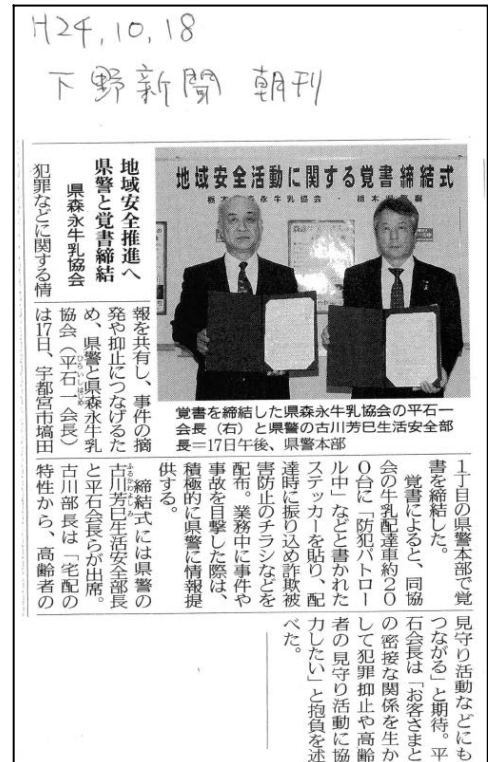 H24,10,18
下野新聞 朝刊
地域安全活動に関する覚書締結式
地域安全推進へ
県警と覚書締結
県森永牛乳協会
犯罪などに関する情
報を共有し、事件の摘
発や抑止につなげるた
め、県警と県森永牛乳
協会(平石一会長)
は17日、宇都宮市塙田
覚書を締結した県森永牛乳協会の平石一
会長(右)と県警の古川芳巳生活安全部
長=17日午後、県警本部
1丁目の県警本部で覚
書を締結した。
覚書によると、同協
会の牛乳配達車約20
0台に「防犯パトロー
ル中」などと書かれた
ステッカーを貼り、配
達時に振り込め詐欺被
害防止のチラシなどを
配布。業務中に事件や
事故を目撃した際は、
積極的に県警に情報提
供する。
締結式には県警の
古川芳巳生活安全部長
と平石会長らが出席。
古川部長は「宅配の
特性から、高齢者の
見守り活動などにも
つながる」と期待。平
石会長は「お客さまと
の密接な関係を生か
して犯罪抑止や高齢
者の見守り活動に協
力したい」と抱負を述
べた。